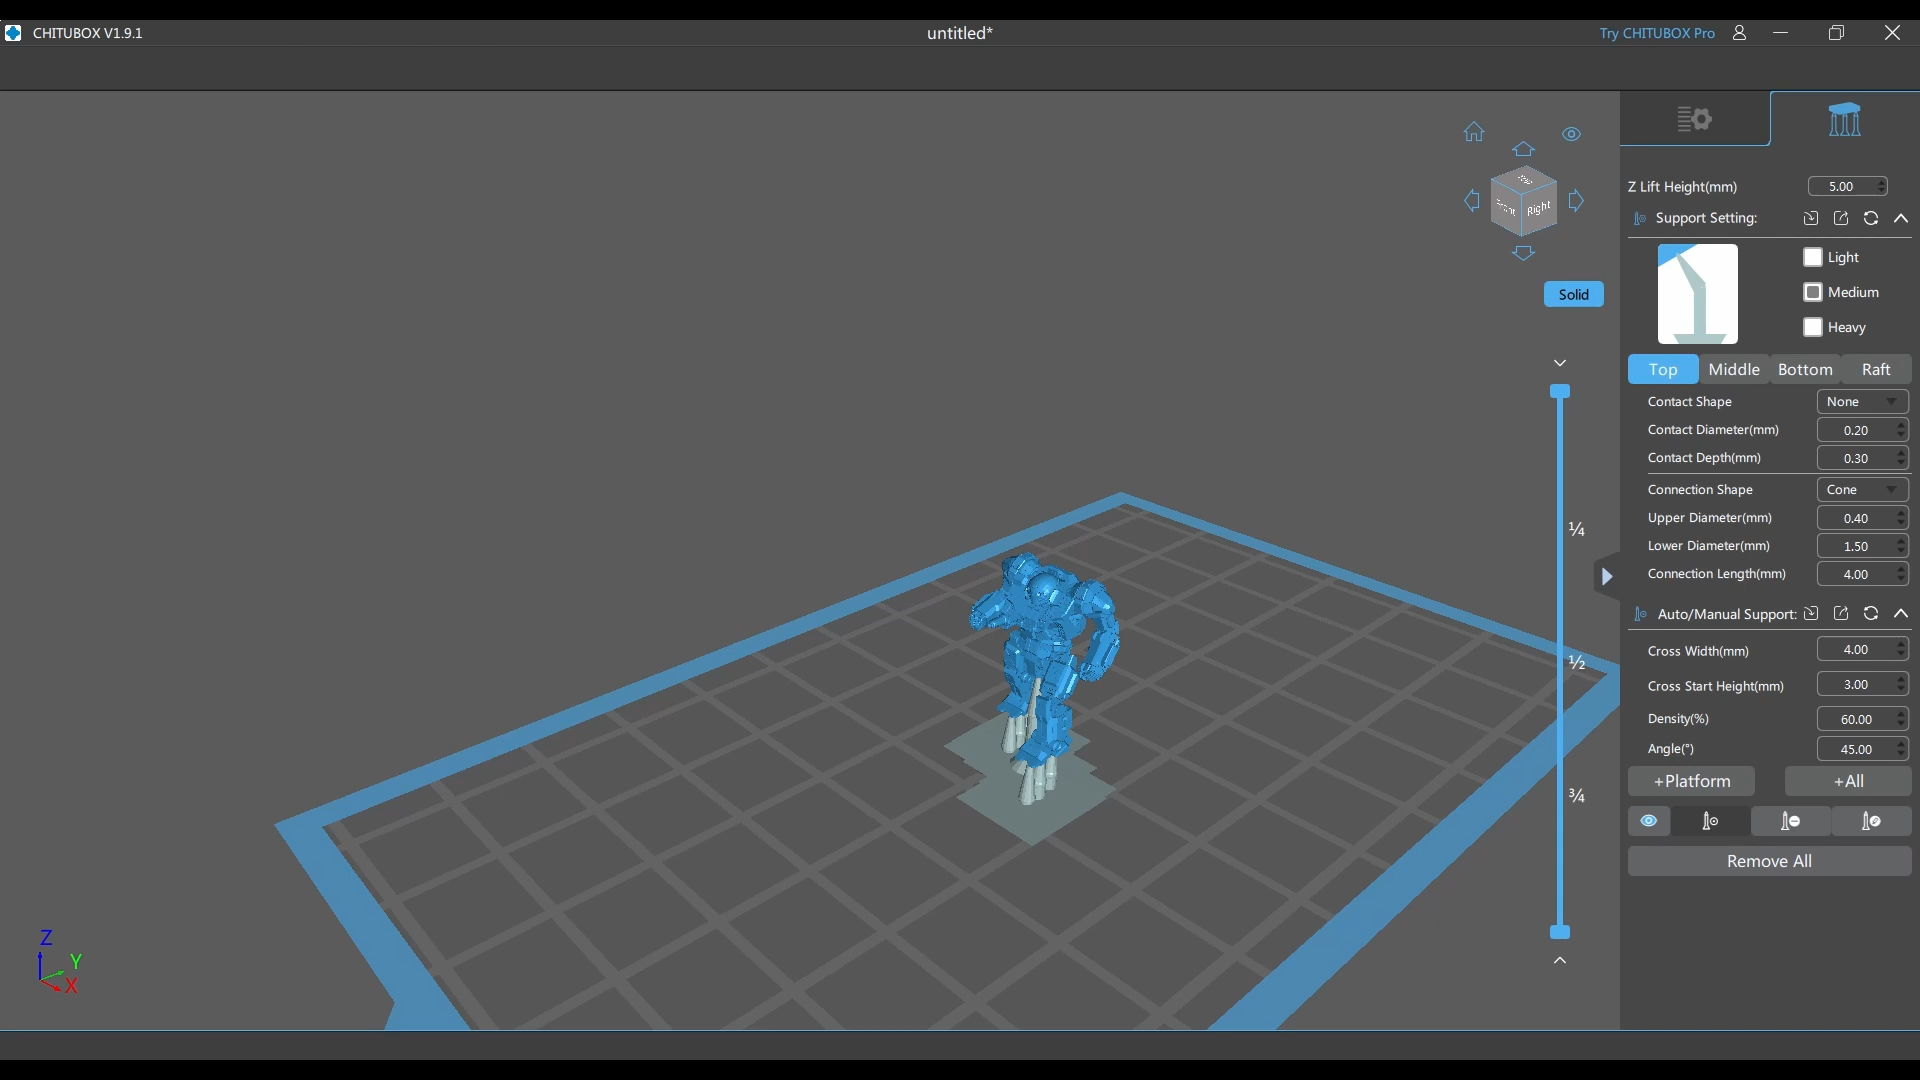 CHITUBOX V1.9.1
untitled*
Try CHITUBOX Pro
Z Lift Height(mm)
5.00
Support Setting:
Light
Medium
Heavy
Top
Middle
Bottom
Raft
Contact Shape
None
Contact Diameter(mm)
0.20
Contact Depth(mm)
0.30
Connection Shape
Cone
Upper Diameter(mm)
0.40
Lower Diameter(mm)
1.50
Connection Length(mm)
4.00
Auto/Manual Support:
Cross Width(mm)
4.00
Cross Start Height(mm)
3.00
Density(%)
60.00
Angle(°)
45.00
+Platform
+All
Remove All
Top
Front
Right
Solid
¼
½
¾
Z
Y
X